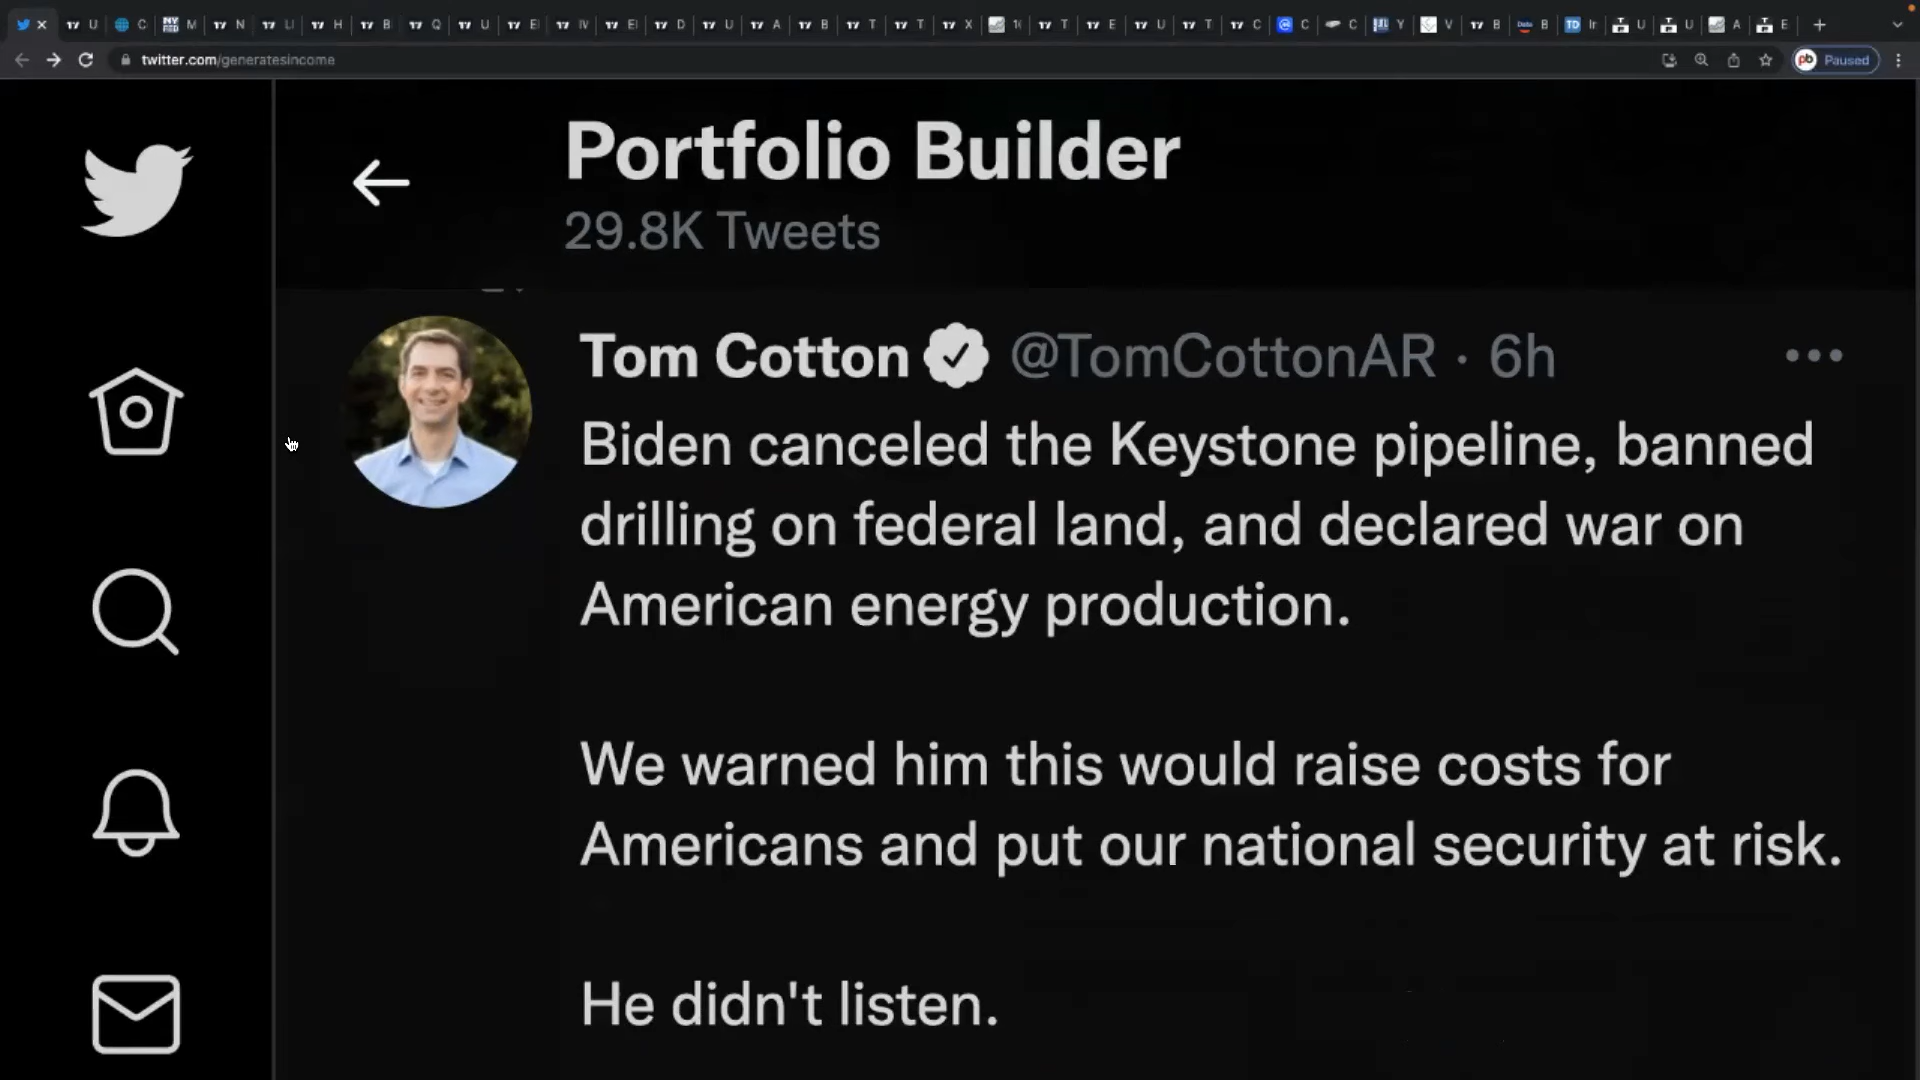 twitter.com/generatesincome
Paused
Portfolio Builder
29.8K Tweets
Tom Cotton @TomCottonAR · 6h
Biden canceled the Keystone pipeline, banned
drilling on federal land, and declared war on
American energy production.
We warned him this would raise costs for
Americans and put our national security at risk.
He didn't listen.